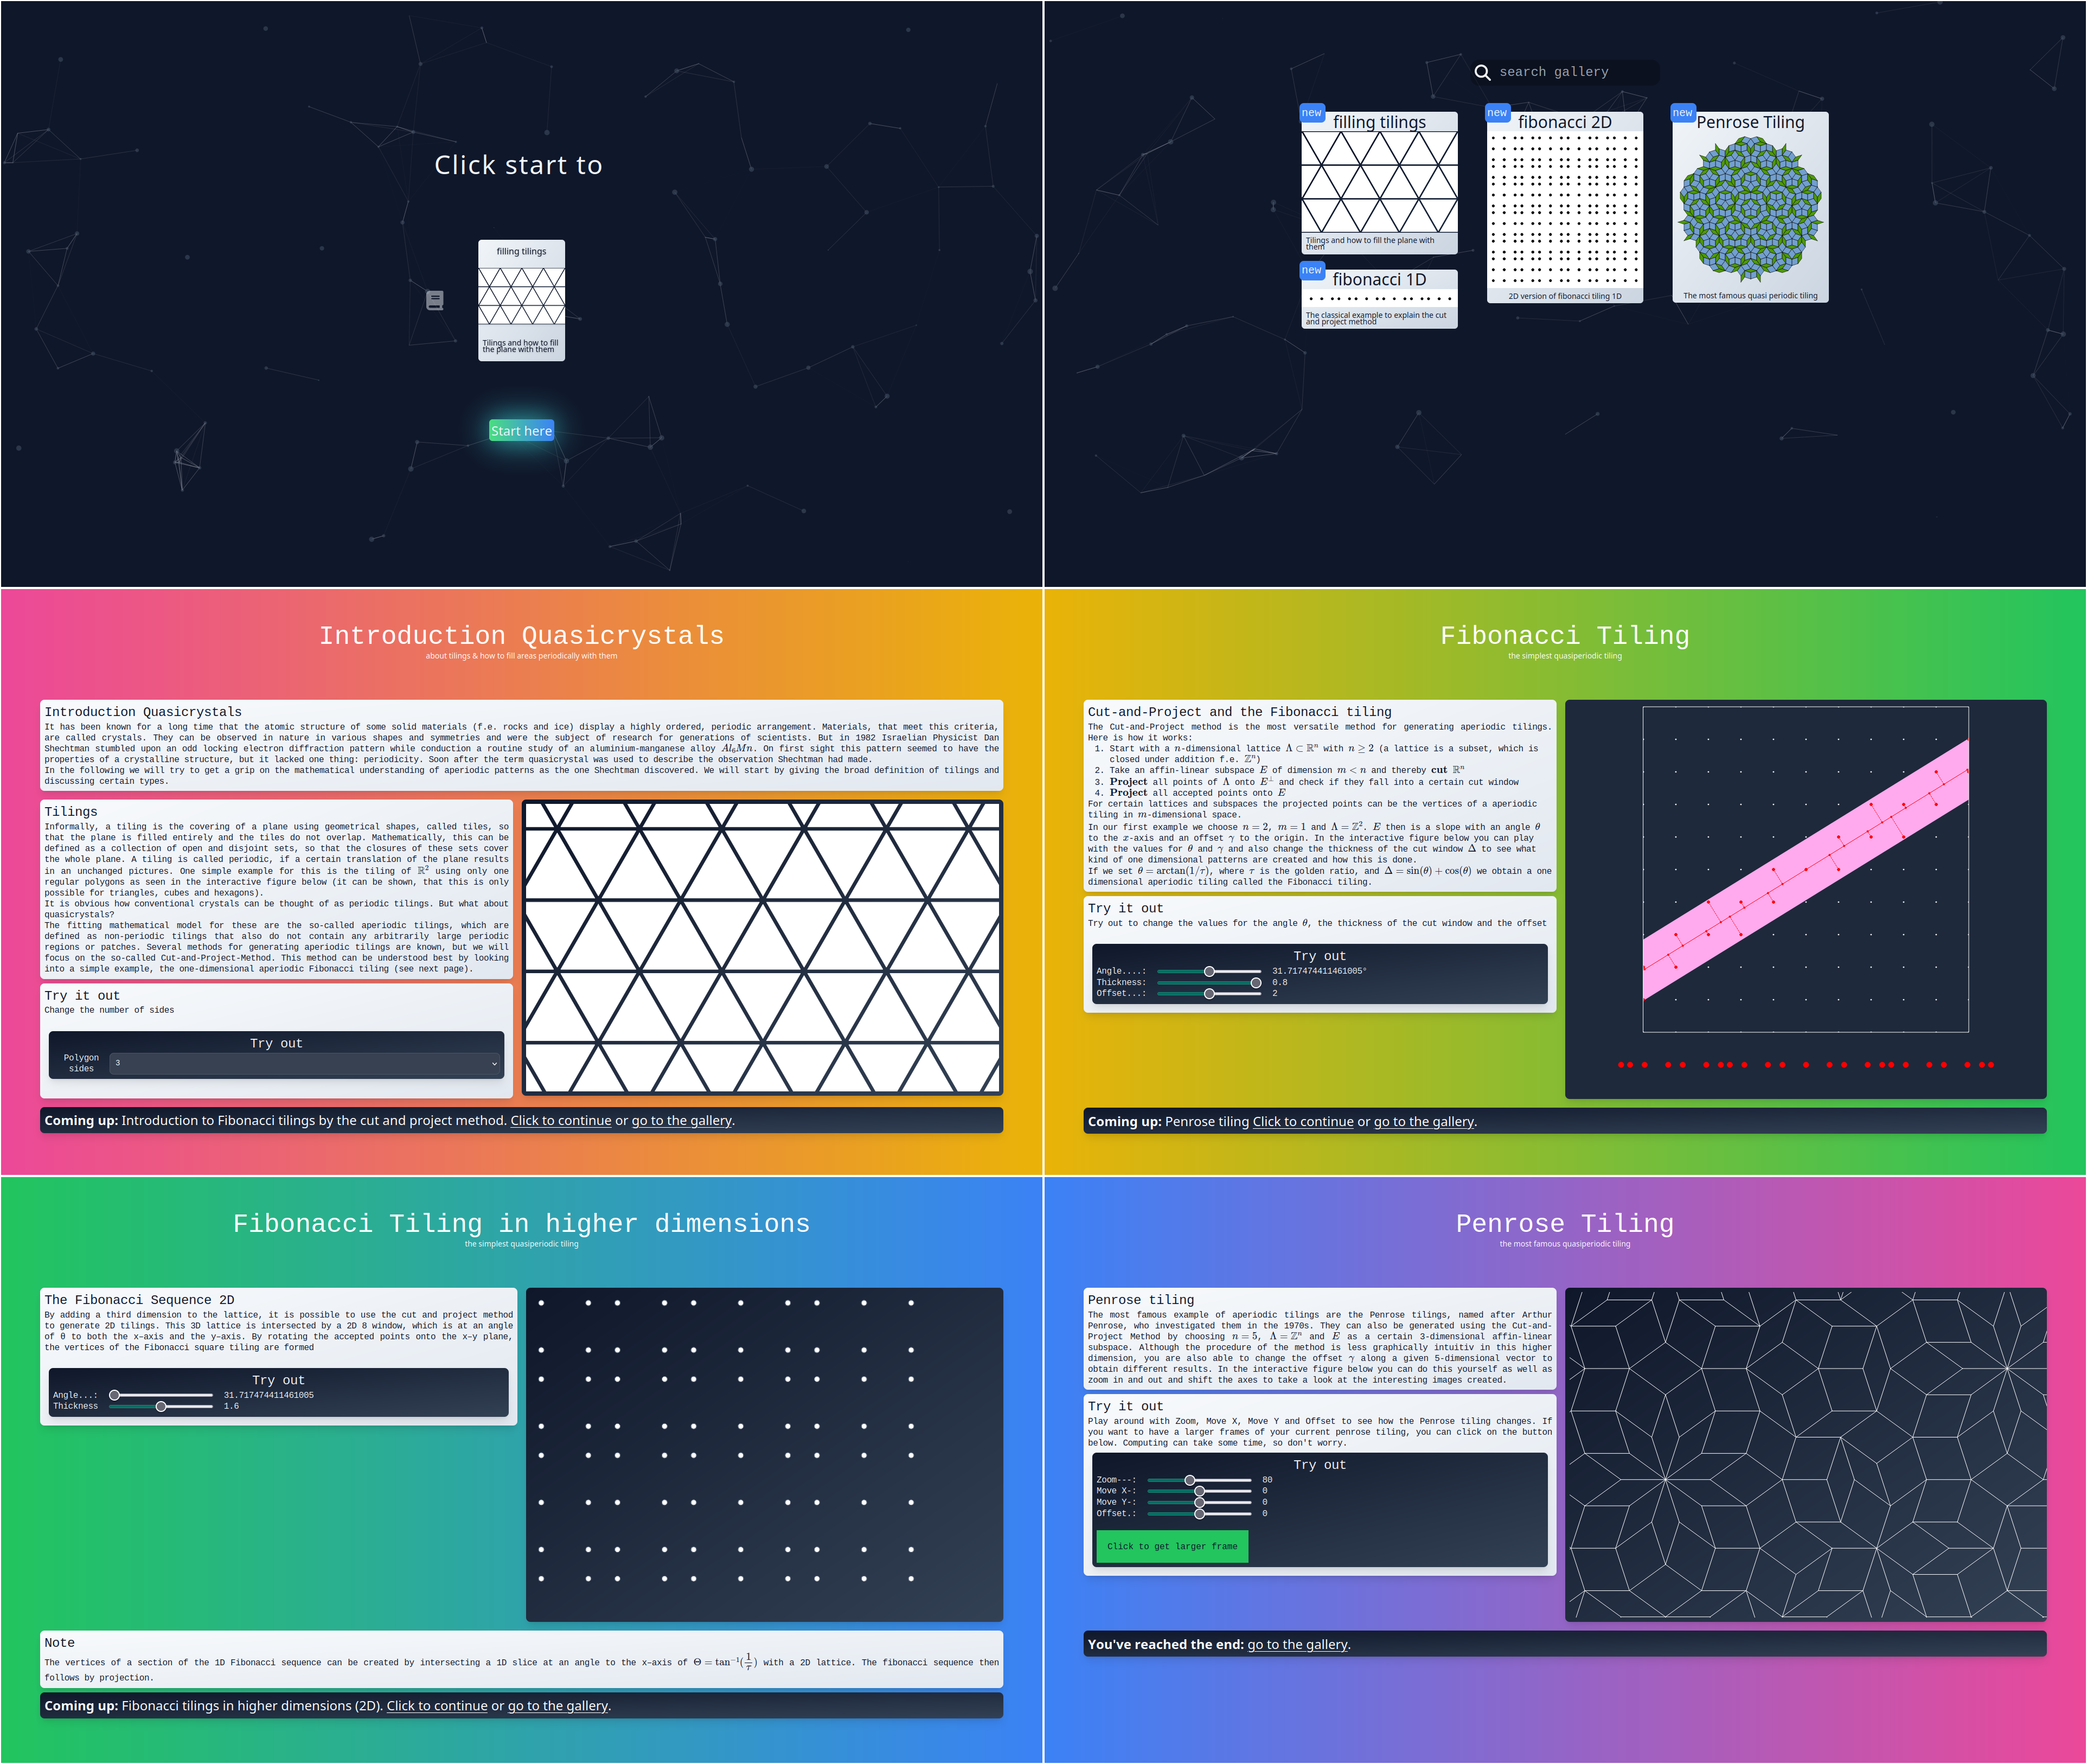 Click start to
filling tilings
Tilings and how to fill
the plane with them
Start here
search gallery
new
filling tilings
Tilings and how to fill the plane with
them
new
fibonacci 2D
2D version of fibonacci tiling 1D
new
Penrose Tiling
The most famous quasi periodic tiling
new
fibonacci 1D
The classical example to explain the cut
and project method
Introduction Quasicrystals
about tilings & how to fill areas periodically with them
Introduction Quasicrystals
It has been known for a long time that the atomic structure of some solid materials (f.e. rocks and ice) display a highly ordered, periodic arrangement. Materials, that meet this criteria,
are called crystals. They can be observed in nature in various shapes and symmetries and were the subject of research for generations of scientists. But in 1982 Israelian Physicist Dan
Shechtman stumbled upon an odd locking electron diffraction pattern while conduction a routine study of an aluminium-manganese alloy Al₆Mn. On first sight this pattern seemed to have the
properties of a crystalline structure, but it lacked one thing: periodicity. Soon after the term quasicrystal was used to describe the observation Shechtman had made.
In the following we will try to get a grip on the mathematical understanding of aperiodic patterns as the one Shechtman discovered. We will start by giving the broad definition of tilings and
discussing certain types.
Tilings
Informally, a tiling is the covering of a plane using geometrical shapes, called tiles, so
that the plane is filled entirely and the tiles do not overlap. Mathematically, this can be
defined as a collection of open and disjoint sets, so that the closures of these sets cover
the whole plane. A tiling is called periodic, if a certain translation of the plane results
in an unchanged pictures. One simple example for this is the tiling of ℝ² using only one
regular polygons as seen in the interactive figure below (it can be shown, that this is only
possible for triangles, cubes and hexagons).
It is obvious how conventional crystals can be thought of as periodic tilings. But what about
quasicrystals?
The fitting mathematical model for these are the so-called aperiodic tilings, which are
defined as non-periodic tilings that also do not contain any arbitrarily large periodic
regions or patches. Several methods for generating aperiodic tilings are known, but we will
focus on the so-called Cut-and-Project-Method. This method can be understood best by looking
into a simple example, the one-dimensional aperiodic Fibonacci tiling (see next page).
Try it out
Change the number of sides
Try out
Polygon
sides
3
Coming up: Introduction to Fibonacci tilings by the cut and project method. Click to continue or go to the gallery.
Fibonacci Tiling
the simplest quasiperiodic tiling
Cut-and-Project and the Fibonacci tiling
The Cut-and-Project method is the most versatile method for generating aperiodic tilings.
Here is how it works:
1. Start with a n-dimensional lattice Λ ⊂ ℝⁿ with n ≥ 2 (a lattice is a subset, which is
closed under addition f.e. ℤⁿ)
2. Take an affin-linear subspace E of dimension m < n and thereby cut ℝⁿ
3. Project all points of Λ onto E^⊥ and check if they fall into a certain cut window
4. Project all accepted points onto E
For certain lattices and subspaces the projected points can be the vertices of a aperiodic
tiling in m-dimensional space.
In our first example we choose n = 2, m = 1 and Λ = ℤ². E then is a slope with an angle θ
to the x-axis and an offset γ to the origin. In the interactive figure below you can play
with the values for θ and γ and also change the thickness of the cut window Δ to see what
kind of one dimensional patterns are created and how this is done.
If we set θ = arctan(1/τ), where τ is the golden ratio, and Δ = sin(θ) + cos(θ) we obtain a one
dimensional aperiodic tiling called the Fibonacci tiling.
Try it out
Try out to change the values for the angle θ, the thickness of the cut window and the offset
Try out
Angle....: 31.717474411461005°
Thickness: 0.8
Offset...: 2
Coming up: Penrose tiling Click to continue or go to the gallery.
Fibonacci Tiling in higher dimensions
the simplest quasiperiodic tiling
The Fibonacci Sequence 2D
By adding a third dimension to the lattice, it is possible to use the cut and project method
to generate 2D tilings. This 3D lattice is intersected by a 2D 8 window, which is at an angle
of θ to both the x–axis and the y–axis. By rotating the accepted points onto the x–y plane,
the vertices of the Fibonacci square tiling are formed
Try out
Angle...: 31.717474411461005
Thickness 1.6
Note
The vertices of a section of the 1D Fibonacci sequence can be created by intersecting a 1D slice at an angle to the x–axis of Θ = tan⁻¹(1/τ) with a 2D lattice. The fibonacci sequence then
follows by projection.
Coming up: Fibonacci tilings in higher dimensions (2D). Click to continue or go to the gallery.
Penrose Tiling
the most famous quasiperiodic tiling
Penrose tiling
The most famous example of aperiodic tilings are the Penrose tilings, named after Arthur
Penrose, who investigated them in the 1970s. They can also be generated using the Cut-and-
Project Method by choosing n = 5, Λ = ℤⁿ and E as a certain 3-dimensional affin-linear
subspace. Although the procedure of the method is less graphically intuitiv in this higher
dimension, you are also able to change the offset γ along a given 5-dimensional vector to
obtain different results. In the interactive figure below you can do this yourself as well as
zoom in and out and shift the axes to take a look at the interesting images created.
Try it out
Play around with Zoom, Move X, Move Y and Offset to see how the Penrose tiling changes. If
you want to have a larger frames of your current penrose tiling, you can click on the button
below. Computing can take some time, so don't worry.
Try out
Zoom---: 80
Move X-: 0
Move Y-: 0
Offset.: 0
Click to get larger frame
You've reached the end: go to the gallery.